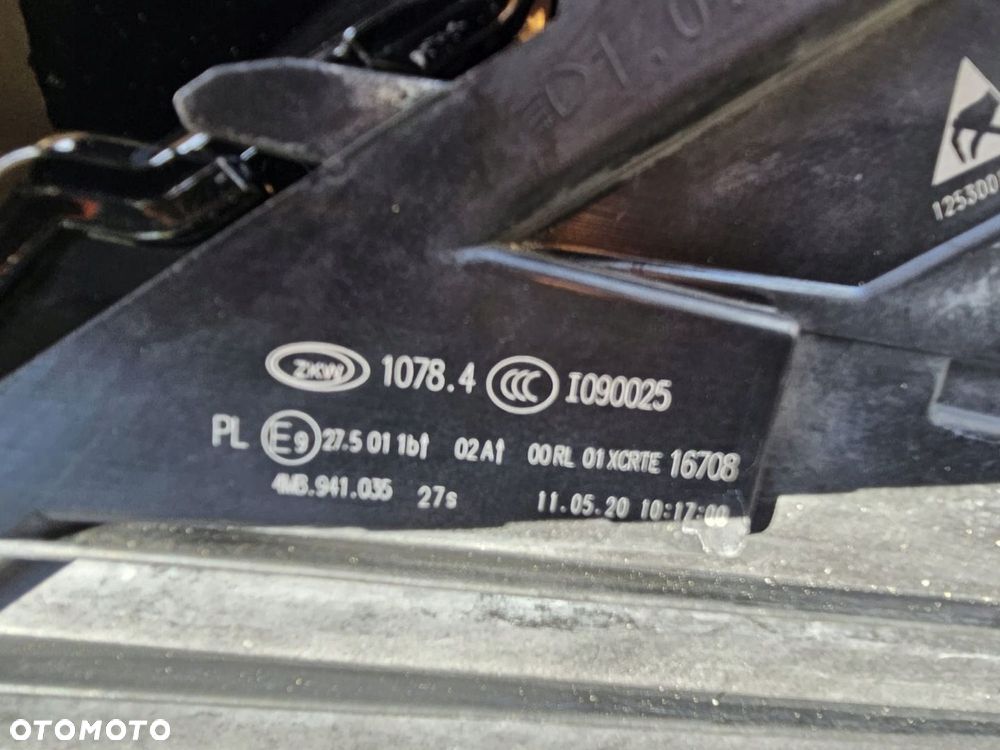 ZKW 1078.4 CCC I090025
PL E9 27.5 01 1b↑ 02A↑ 00RL 01XCRTE 16708
4M8.941.035 27s 11.05.20 10:17:00
OTOMOTO